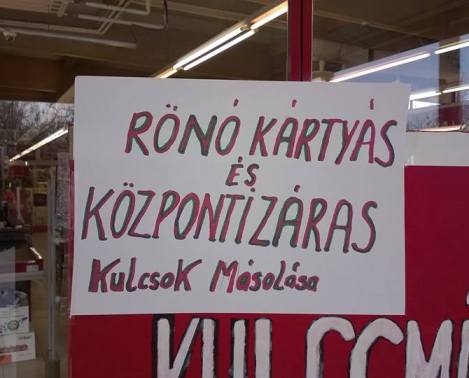 RÖNÓ KÁRTYÁS
ÉS
KÖZPONTIZÁRAS
KulcsoK Másolása